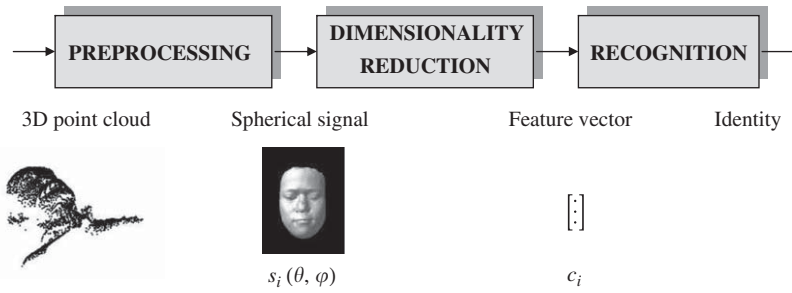 PREPROCESSING
DIMENSIONALITY
REDUCTION
RECOGNITION
3D point cloud
Spherical signal
Feature vector
Identity
s_i (θ, φ)
c_i